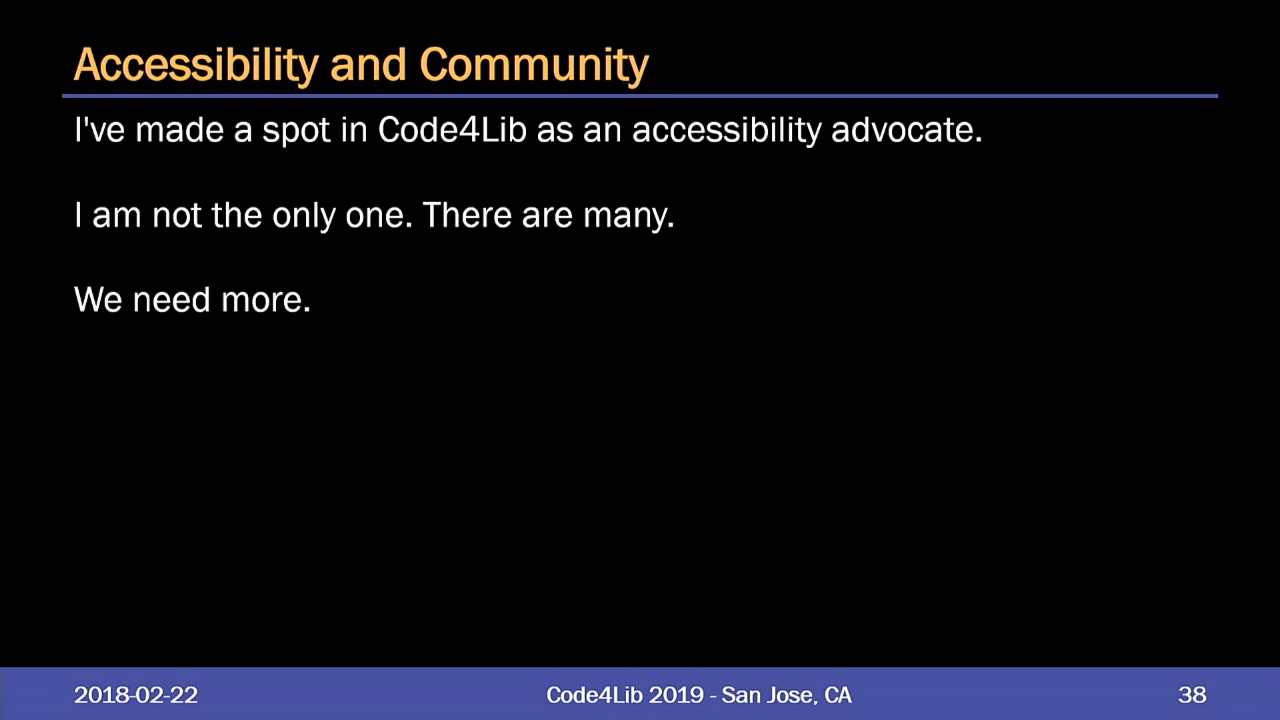 Accessibility and Community
I've made a spot in Code4Lib as an accessibility advocate.
I am not the only one. There are many.
We need more.
2018-02-22
Code4Lib 2019 - San Jose, CA
38